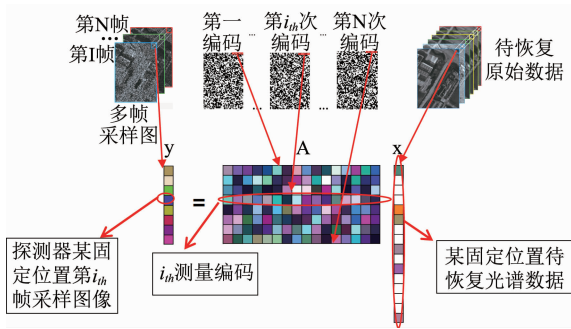 第N帧
…
第I帧
多帧
采样图
第一
编码
…
第i_th次
编码
…
第N次
编码
…
…
待恢复
原始数据
y
=
A
x
探测器某固
定位置第i_th
帧采样图像
i_th测量编码
某固定位置待
恢复光谱数据